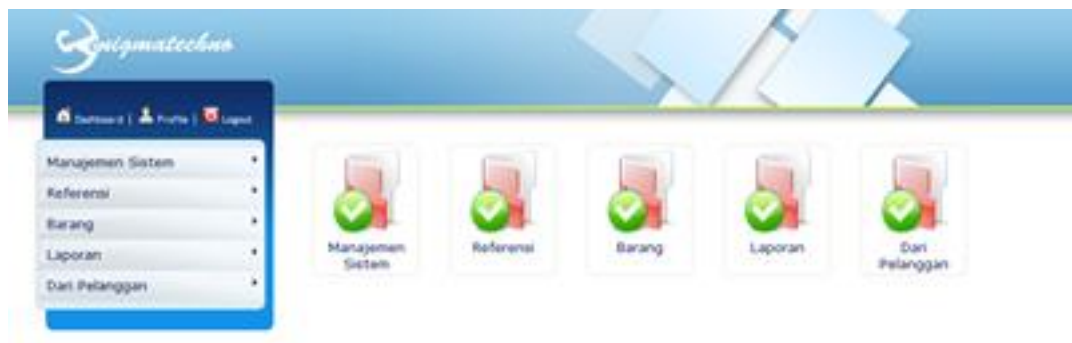 Enigmatechno
Dashboard | Profile | Logout
Manajemen Sistem
Referensi
Barang
Laporan
Dari Pelanggan
Manajemen
Sistem
Referensi
Barang
Laporan
Dari
Pelanggan